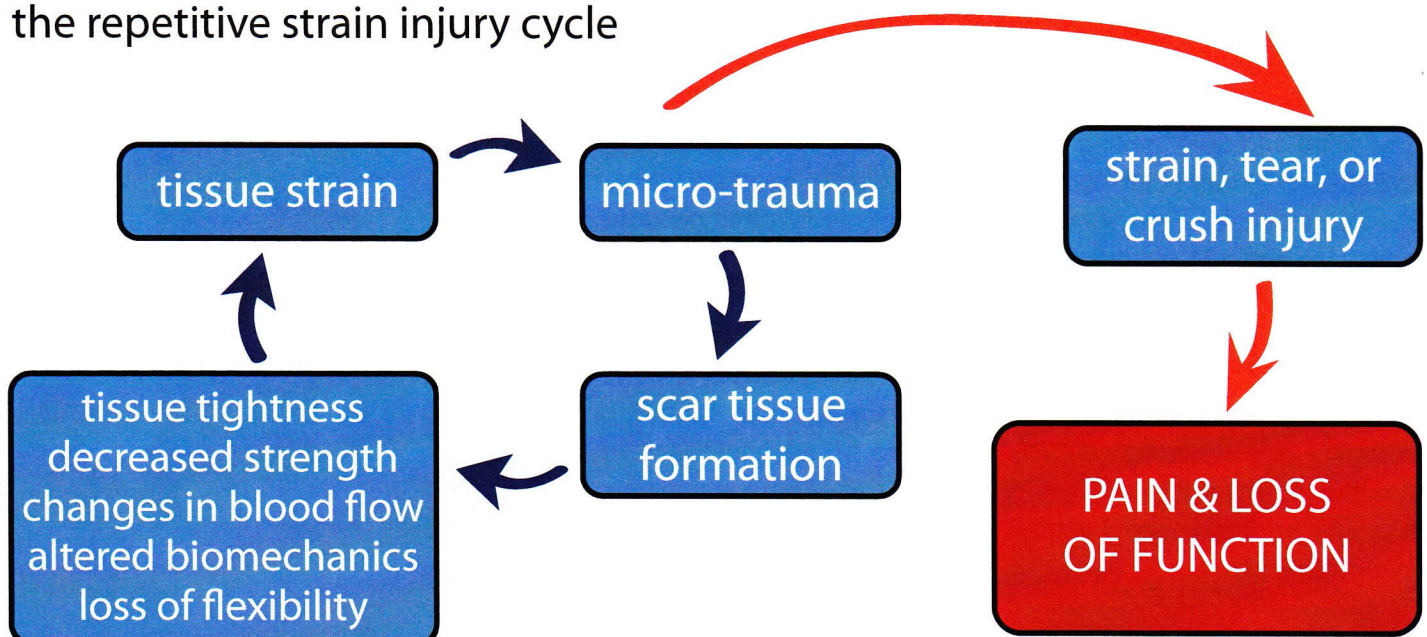 the repetitive strain injury cycle
tissue strain
micro-trauma
strain, tear, or
crush injury
tissue tightness
decreased strength
changes in blood flow
altered biomechanics
loss of flexibility
scar tissue
formation
PAIN & LOSS
OF FUNCTION